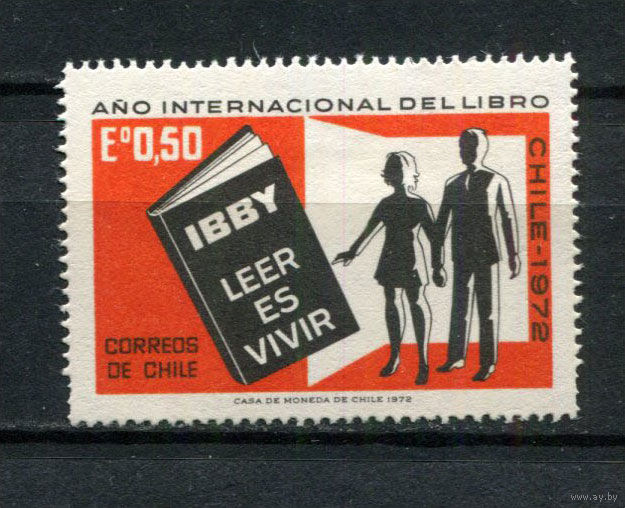 AÑO INTERNACIONAL DEL LIBRO
Eº0,50
CHILE-1972
IBBY
LEER
ES
VIVIR
CORREOS
DE CHILE
CASA DE MONEDA DE CHILE 1972
www.ay.by